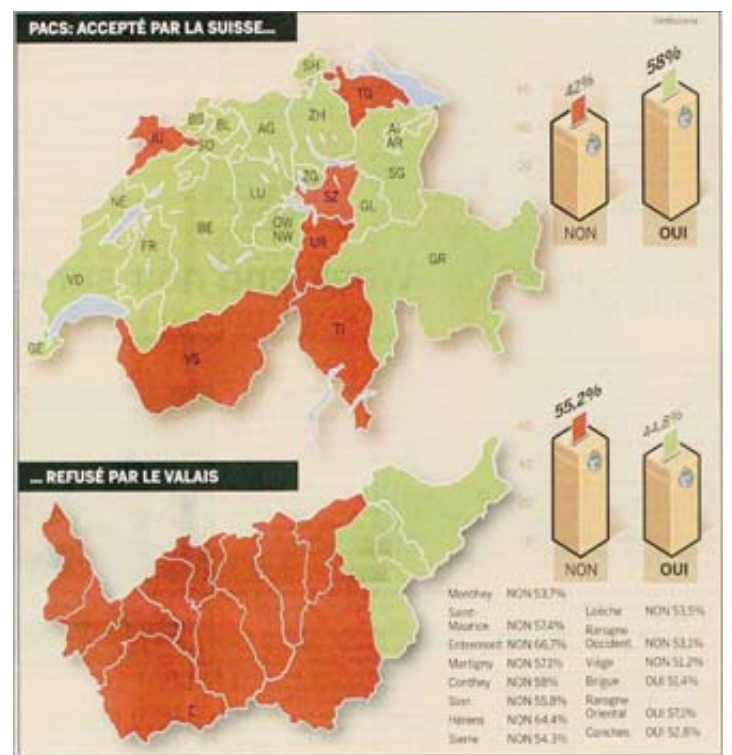 PACS: ACCEPTÉ PAR LA SUISSE...
SH
TG
BS
BL
AG
ZH
JU
SO
AI
AR
SG
ZG
LU
SZ
GL
NE
BE
OW
NW
UR
FR
GR
VD
GE
VS
TI
42%
58%
NON
OUI
... REFUSÉ PAR LE VALAIS
55,2%
44,8%
NON
OUI
Monthey NON 53,7%
Saint-
Maurice NON 57,4%
Entremont NON 66,7%
Martigny NON 57,1%
Conthey NON 58%
Sion NON 55,8%
Hérens NON 64,4%
Sierre NON 54,3%
Loèche NON 53,5%
Rarogne
Occident. NON 53,1%
Viège NON 51,2%
Brigue OUI 51,4%
Rarogne
Oriental OUI 57,1%
Conches OUI 52,8%